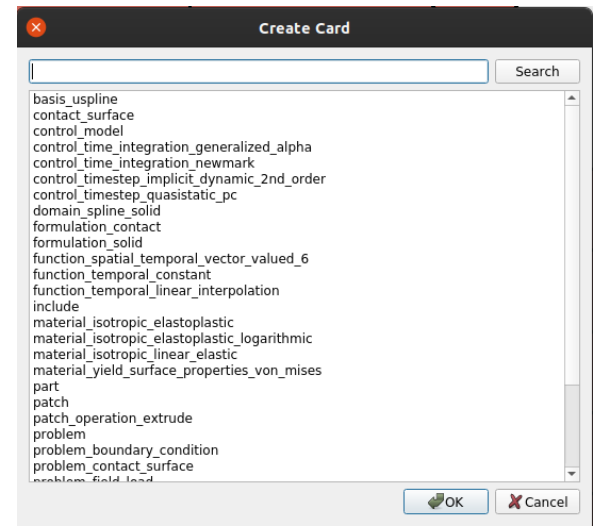 Create Card
Search
basis_uspline
contact_surface
control_model
control_time_integration_generalized_alpha
control_time_integration_newmark
control_timestep_implicit_dynamic_2nd_order
control_timestep_quasistatic_pc
domain_spline_solid
formulation_contact
formulation_solid
function_spatial_temporal_vector_valued_6
function_temporal_constant
function_temporal_linear_interpolation
include
material_isotropic_elastoplastic
material_isotropic_elastoplastic_logarithmic
material_isotropic_linear_elastic
material_yield_surface_properties_von_mises
part
patch
patch_operation_extrude
problem
problem_boundary_condition
problem_contact_surface
problem_field_load
OK Cancel